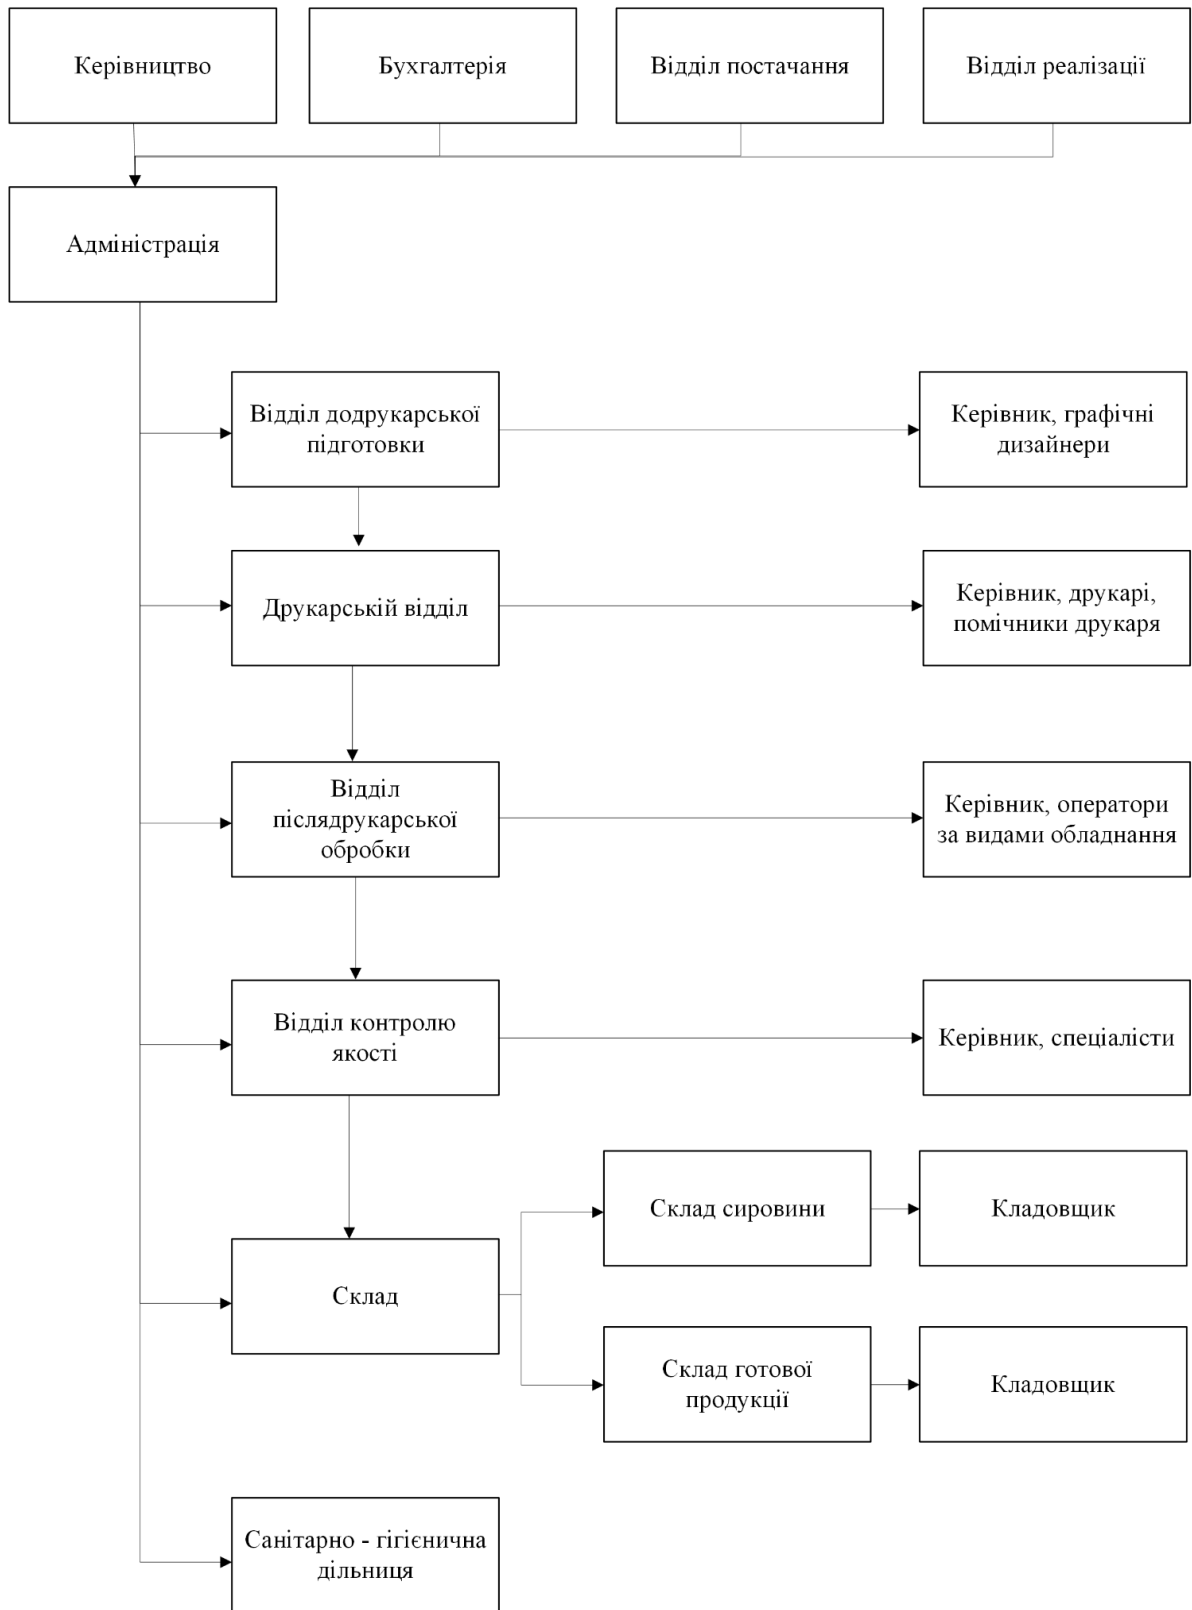 Керівництво
Бухгалтерія
Відділ постачання
Відділ реалізації
Адміністрація
Відділ додрукарської
підготовки
Керівник, графічні
дизайнери
Друкарській відділ
Керівник, друкарі,
помічники друкаря
Відділ
післядрукарської
обробки
Керівник, оператори
за видами обладнання
Відділ контролю
якості
Керівник, спеціалісти
Склад сировини
Кладовщик
Склад
Склад готової
продукції
Кладовщик
Санітарно - гігієнична
дільниця